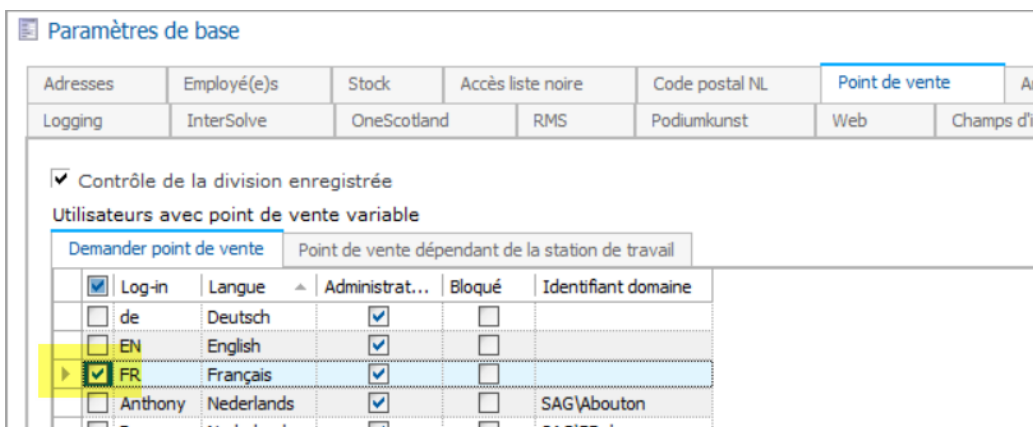 Paramètres de base
Adresses Employé(e)s Stock Accès liste noire Code postal NL Point de vente
Logging InterSolve OneScotland RMS Podiumkunst Web Champs d'i
Contrôle de la division enregistrée
Utilisateurs avec point de vente variable
Demander point de vente Point de vente dépendant de la station de travail
Log-in Langue Administrat... Bloqué Identifiant domaine
de Deutsch
EN English
FR Français
Anthony Nederlands SAG\Abouton